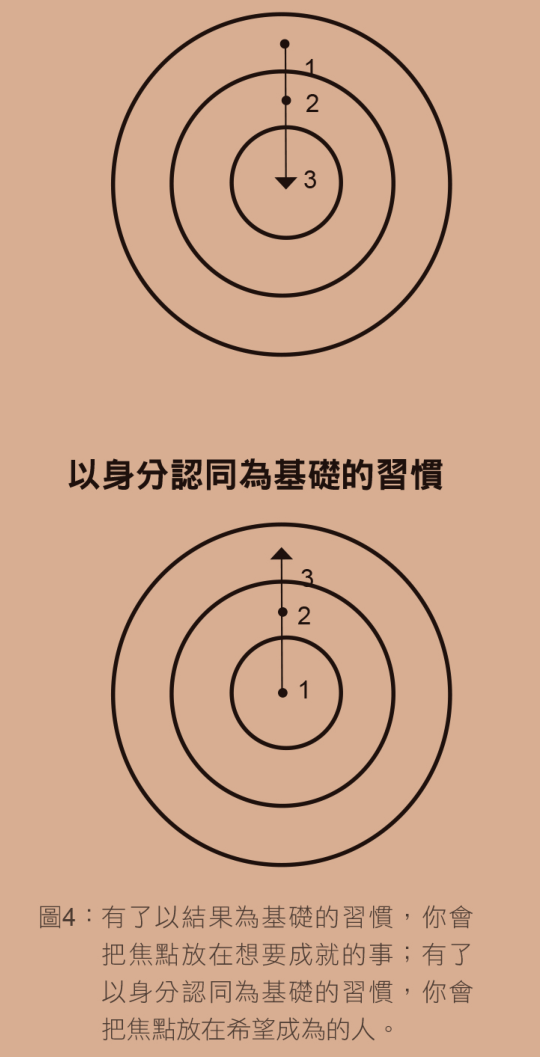 1
2
3
以身分認同為基礎的習慣
3
2
1
圖4：有了以結果為基礎的習慣，你會
把焦點放在想要成就的事；有了
以身分認同為基礎的習慣，你會
把焦點放在希望成為的人。